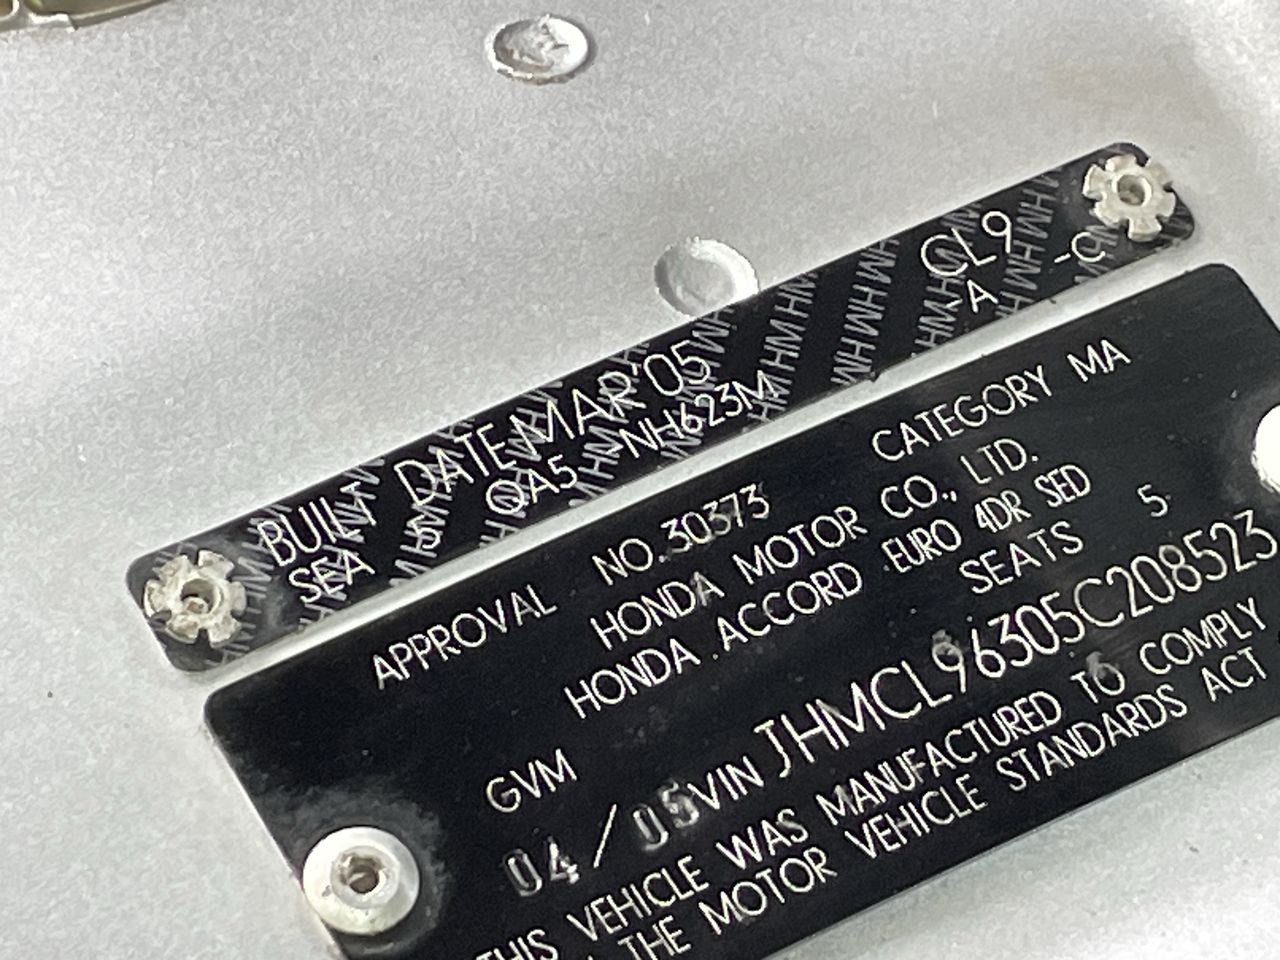 BUILT DATE MAR'05 CL9
SEA QA5 -NH623M -A -C
APPROVAL NO.30373 CATEGORY MA
HONDA MOTOR CO., LTD.
HONDA ACCORD EURO 4DR SED
GVM SEATS 5
04/05 VIN JHMCL96305C208523
THIS VEHICLE WAS MANUFACTURED TO COMPLY
THE MOTOR VEHICLE STANDARDS ACT